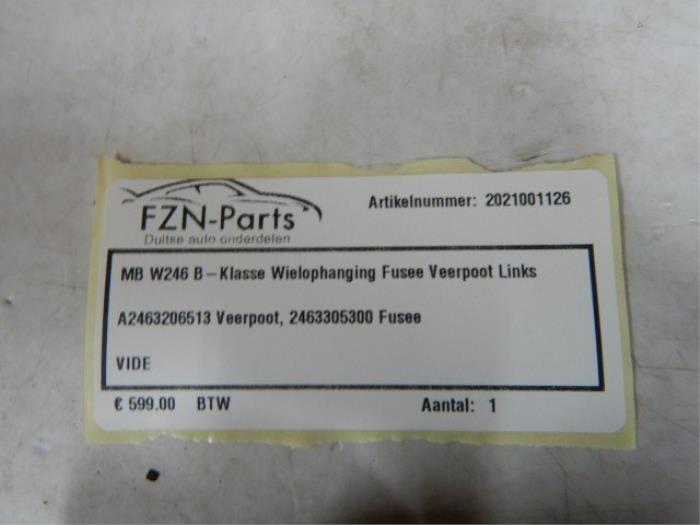 FZN-Parts
Duitse auto onderdelen
Artikelnummer: 2021001126
MB W246 B-Klasse Wielophanging Fusee Veerpoot Links
A2463206513 Veerpoot, 2463305300 Fusee
VIDE
€ 599.00 BTW
Aantal: 1